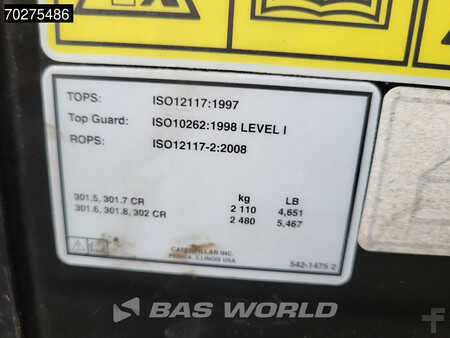 70275486
TOPS: ISO12117:1997
Top Guard: ISO10262:1998 LEVEL I
ROPS: ISO12117-2:2008
kg LB
301.5, 301.7 CR 2 110 4,651
301.6, 301.8, 302 CR 2 480 5,467
CATERPILLAR INC.
PEORIA, ILLINOIS USA
542-1475 2
BAS WORLD